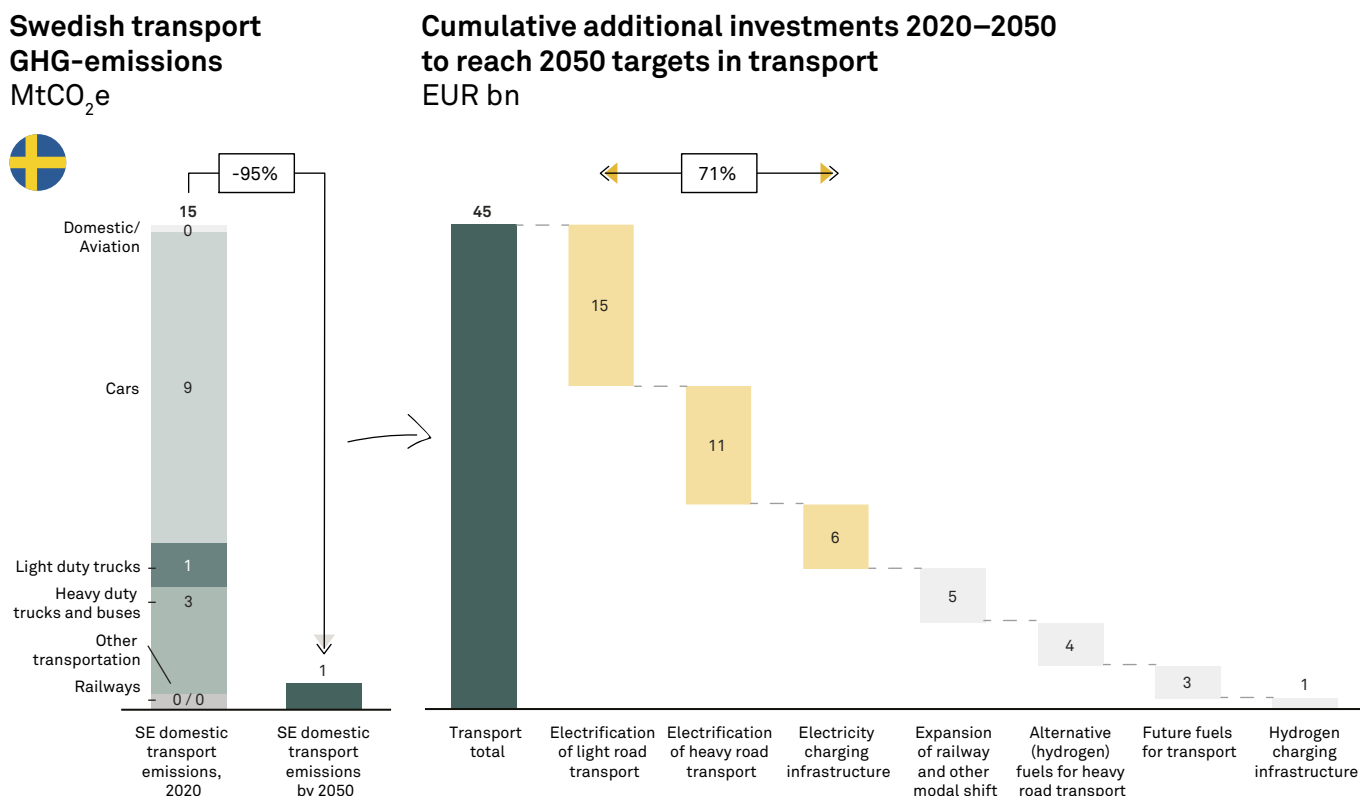 Swedish transport
GHG-emissions
MtCO₂e
-95%
15
Domestic/
Aviation
0
Cars
9
Light duty trucks
1
Heavy duty
trucks and buses
3
Other
transportation
Railways
0 / 0
1
SE domestic
transport
emissions,
2020
SE domestic
transport
emissions
by 2050
Cumulative additional investments 2020–2050
to reach 2050 targets in transport
EUR bn
71%
45
15
11
6
5
4
3
1
Transport
total
Electrification
of light road
transport
Electrification
of heavy road
transport
Electricity
charging
infrastructure
Expansion
of railway
and other
modal shift
Alternative
(hydrogen)
fuels for heavy
road transport
Future fuels
for transport
Hydrogen
charging
infrastructure